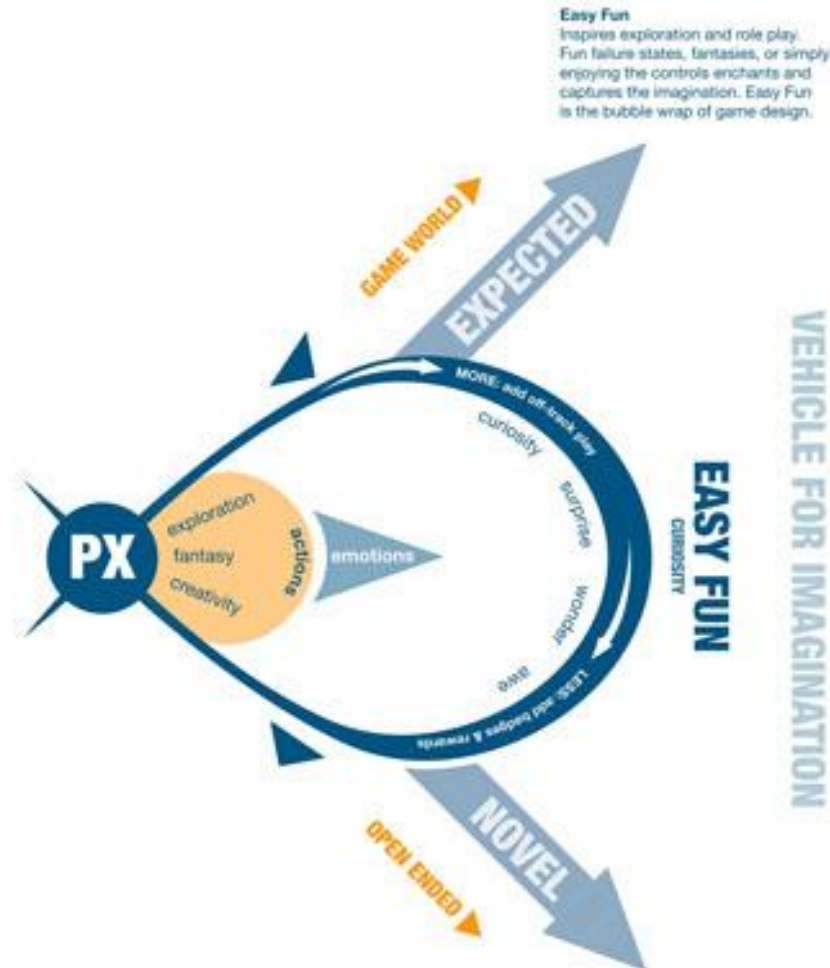 Easy Fun
Inspires exploration and role play.
Fun failure states, fantasies, or simply
enjoying the controls enchants and
captures the imagination. Easy Fun
is the bubble wrap of game design.
GAME WORLD
EXPECTED
MORE: add off-track play
curiosity
surprise
wonder
awe
LESS: add badges & rewards
PX
exploration
fantasy
creativity
actions
emotions
EASY FUN
CURIOSITY
VEHICLE FOR IMAGINATION
OPEN ENDED
NOVEL